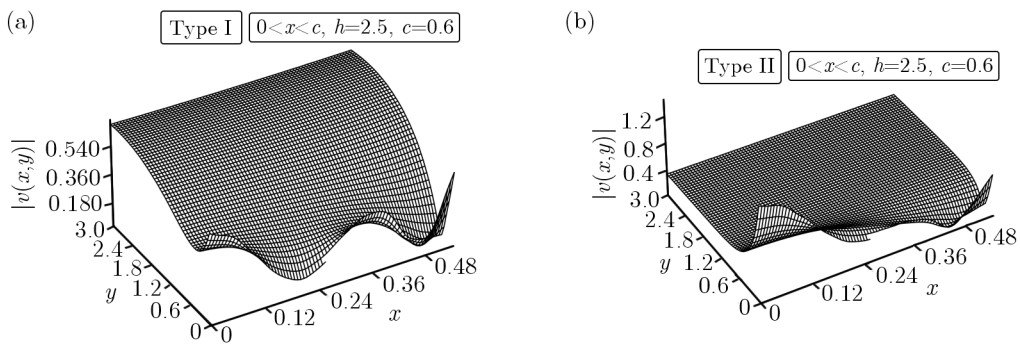 (a)
Type I
0<x<c, h=2.5, c=0.6
|v(x,y)|
0.540
0.360
0.180
3.0
2.4
1.8
1.2
0.6
0
y
0
0.12
0.24
0.36
0.48
x
(b)
Type II
0<x<c, h=2.5, c=0.6
|v(x,y)|
1.2
0.8
0.4
3.0
2.4
1.8
1.2
0.6
0
y
0
0.12
0.24
0.36
0.48
x